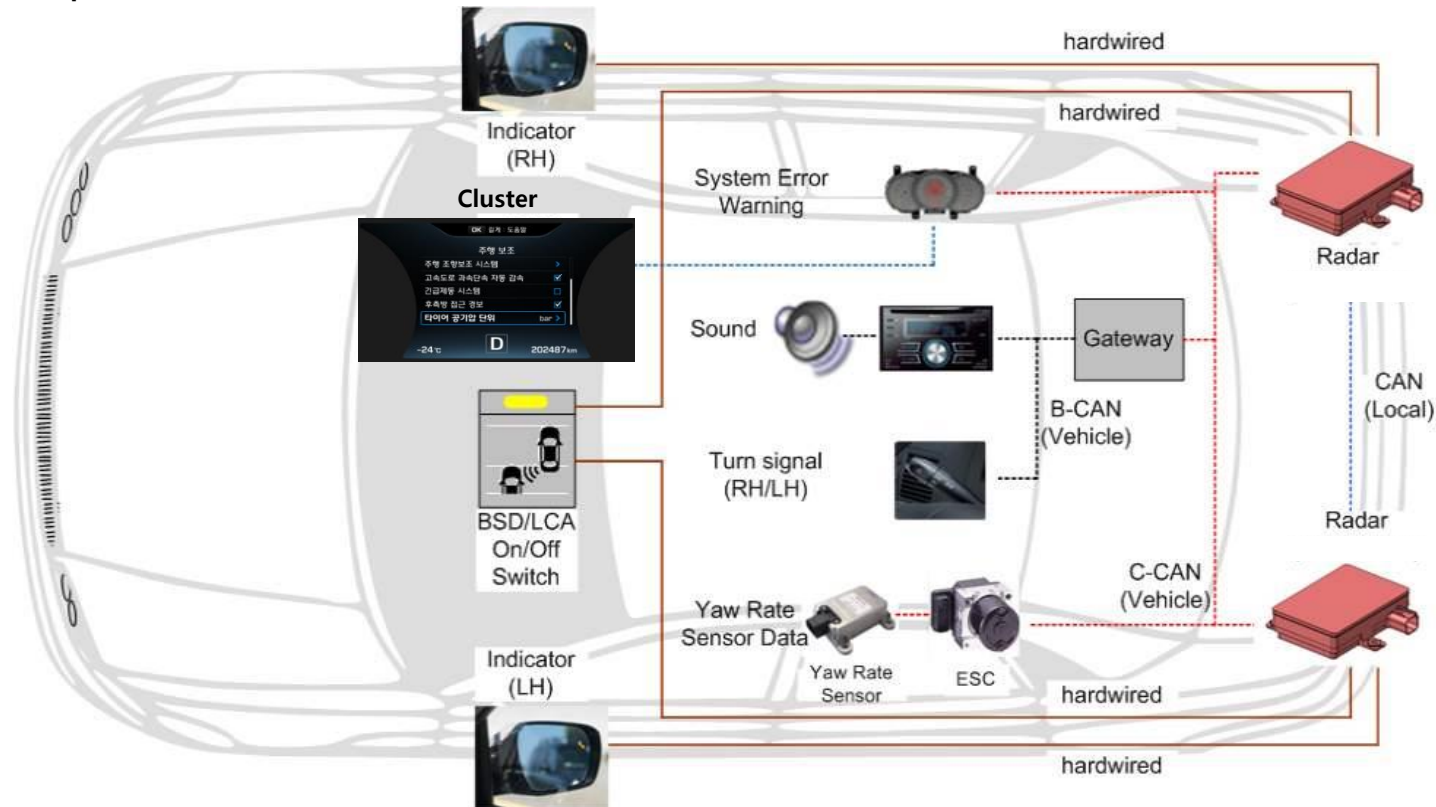 hardwired
hardwired
Indicator
(RH)
System Error
Warning
Cluster
OK 길게 : 도움말
주행 보조
주행 조향보조 시스템 >
고속도로 과속단속 자동 감속
긴급제동 시스템
후측방 접근 경보
타이어 공기압 단위 bar >
-24℃ D 202487km
Radar
Sound
Gateway
CAN
(Local)
B-CAN
(Vehicle)
Turn signal
(RH/LH)
BSD/LCA
On/Off
Switch
Radar
C-CAN
(Vehicle)
Yaw Rate
Sensor Data
Yaw Rate
Sensor
ESC
Indicator
(LH)
hardwired
hardwired